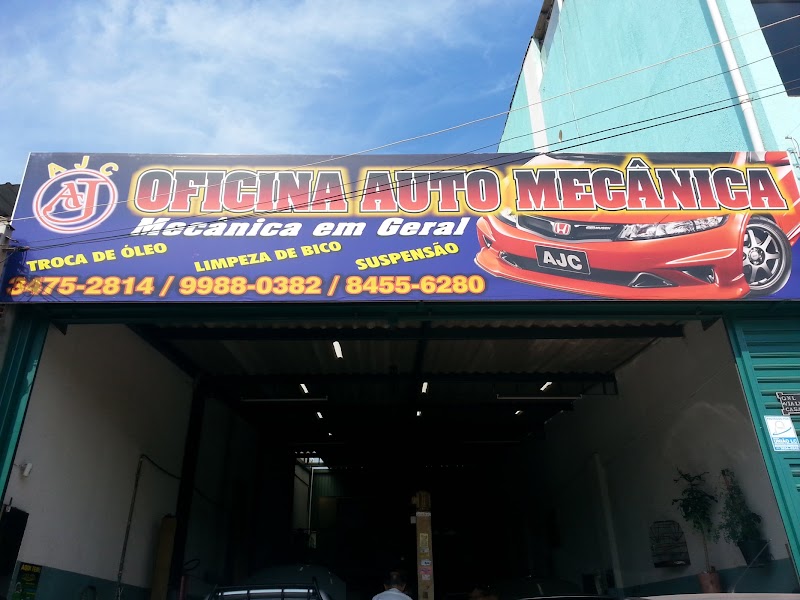 AJC
AJC
OFICINA AUTO MECÂNICA
Mecânica em Geral
TROCA DE ÓLEO
LIMPEZA DE BICO
SUSPENSÃO
AJC
3475-2814 / 9988-0382 / 8455-6280